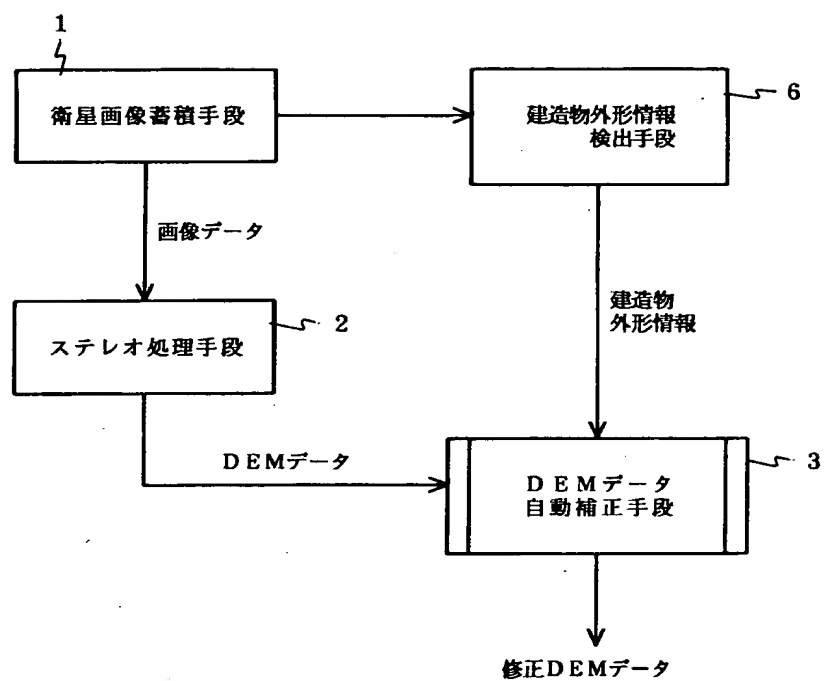 1
衛星画像蓄積手段
6
建造物外形情報
検出手段
画像データ
建造物
外形情報
2
ステレオ処理手段
DEMデータ
3
DEMデータ
自動補正手段
修正DEMデータ